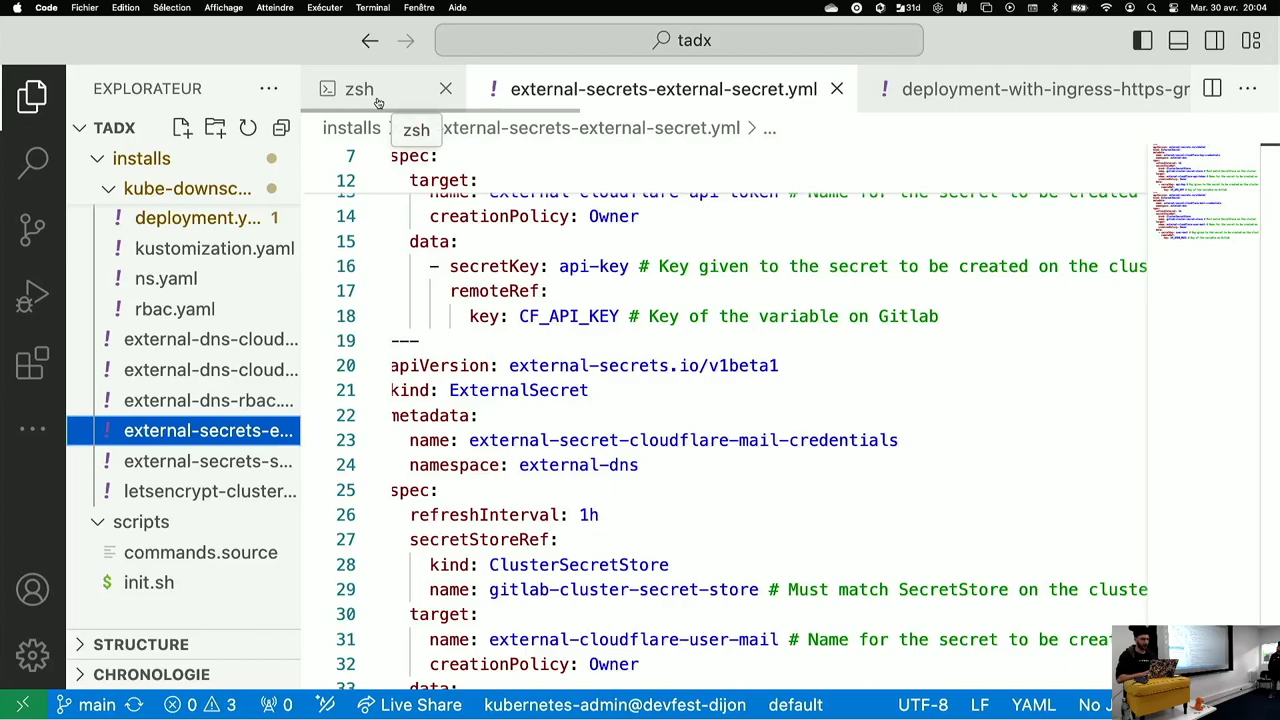 Code Fichier Edition Sélection Affichage Atteindre Exécuter Terminal Fenêtre Aide 31d Mar. 30 avr. 20:04
tadx
EXPLORATEUR
zsh
external-secrets-external-secret.yml
deployment-with-ingress-https-gr
TADX
installs
external-secrets-external-secret.yml > ...
zsh
installs
kube-downsc...
deployment.y... 1
kustomization.yaml
ns.yaml
rbac.yaml
external-dns-cloud...
external-dns-cloud...
external-dns-rbac....
external-secrets-e...
external-secrets-s...
letsencrypt-cluster...
scripts
commands.source
$ init.sh
STRUCTURE
CHRONOLOGIE
7 spec:
12 target:
14 creationPolicy: Owner
15 data:
16 - secretKey: api-key # Key given to the secret to be created on the clus
17 remoteRef:
18 key: CF_API_KEY # Key of the variable on Gitlab
19 ---
20 apiVersion: external-secrets.io/v1beta1
21 kind: ExternalSecret
22 metadata:
23 name: external-secret-cloudflare-mail-credentials
24 namespace: external-dns
25 spec:
26 refreshInterval: 1h
27 secretStoreRef:
28 kind: ClusterSecretStore
29 name: gitlab-cluster-secret-store # Must match SecretStore on the cluste
30 target:
31 name: external-cloudflare-user-mail # Name for the secret to be creat
32 creationPolicy: Owner
33 data:
main 0 3 0 Live Share kubernetes-admin@devfest-dijon default UTF-8 LF YAML No J